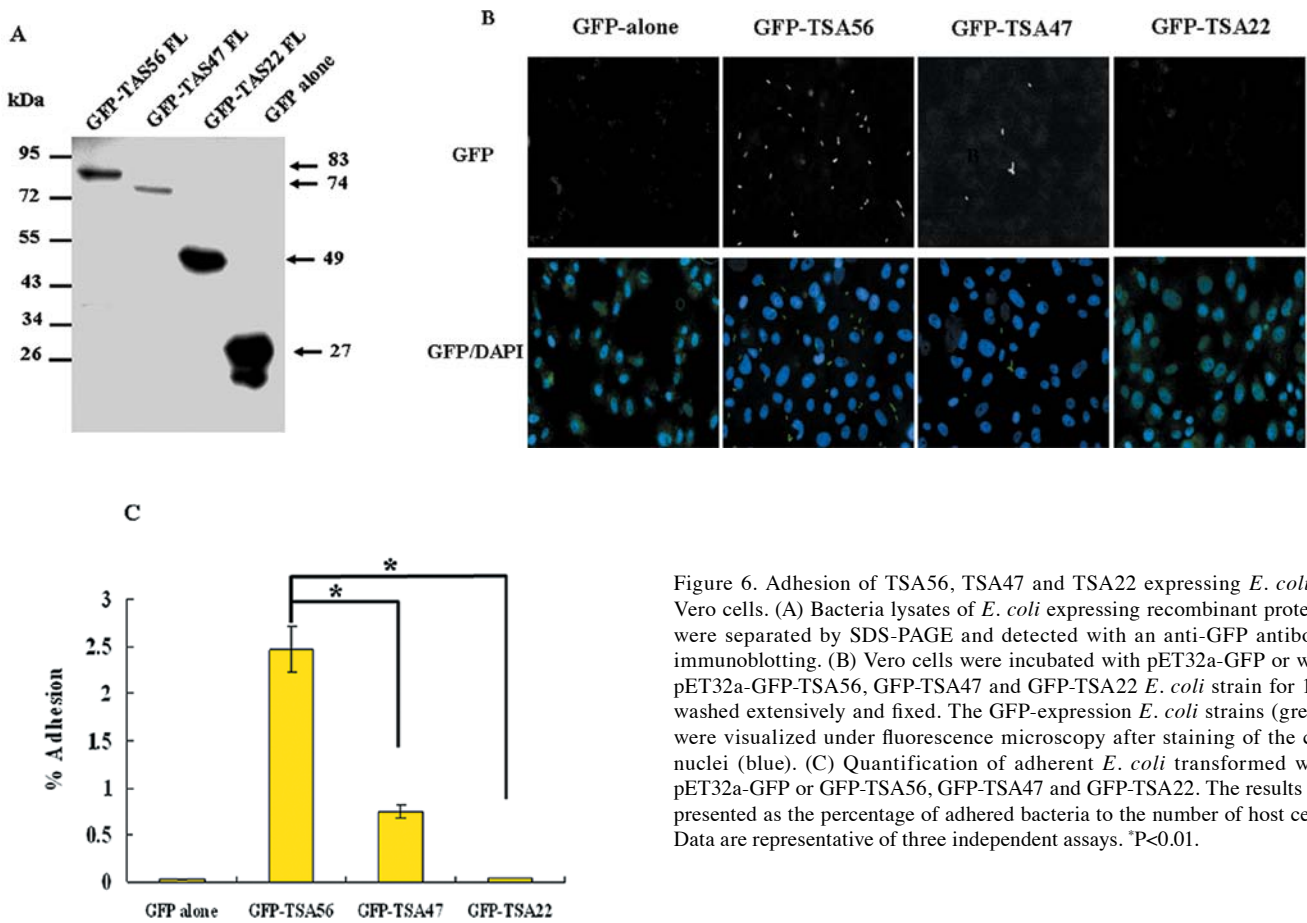 A
GFP-TAS56 FL
GFP-TAS47 FL
GFP-TAS22 FL
GFP alone
kDa
95
72
55
43
34
26
83
74
49
27
B
GFP-alone GFP-TSA56 GFP-TSA47 GFP-TSA22
GFP
B
GFP/DAPI
C
% Adhesion
3
2.5
2
1.5
1
0.5
0
*
*
GFP alone GFP-TSA56 GFP-TSA47 GFP-TSA22
Figure 6. Adhesion of TSA56, TSA47 and TSA22 expressing E. coli
Vero cells. (A) Bacteria lysates of E. coli expressing recombinant prote
were separated by SDS-PAGE and detected with an anti-GFP antibo
immunoblotting. (B) Vero cells were incubated with pET32a-GFP or w
pET32a-GFP-TSA56, GFP-TSA47 and GFP-TSA22 E. coli strain for 1
washed extensively and fixed. The GFP-expression E. coli strains (gre
were visualized under fluorescence microscopy after staining of the c
nuclei (blue). (C) Quantification of adherent E. coli transformed w
pET32a-GFP or GFP-TSA56, GFP-TSA47 and GFP-TSA22. The results
presented as the percentage of adhered bacteria to the number of host ce
Data are representative of three independent assays. *P<0.01.